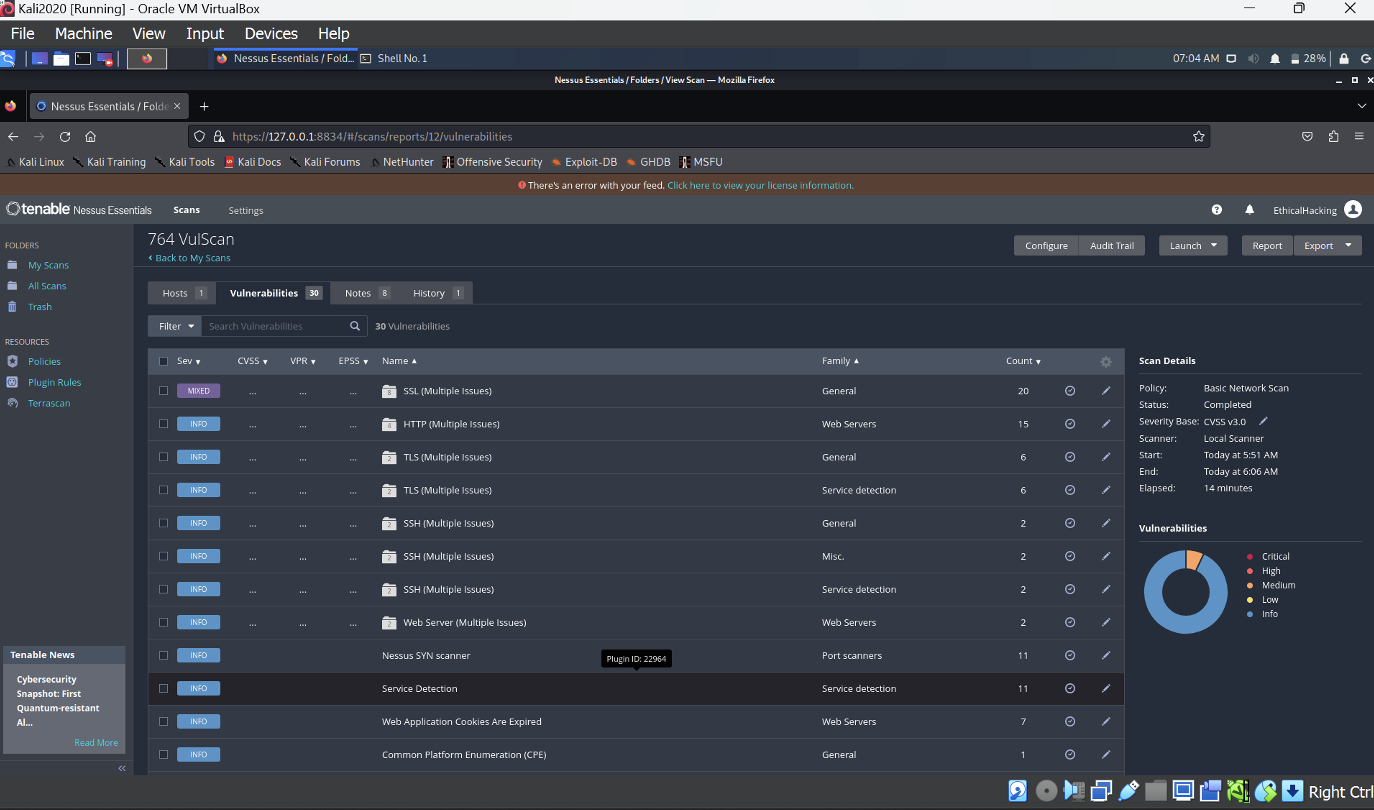 Kali2020 [Running] - Oracle VM VirtualBox
File Machine View Input Devices Help
Nessus Essentials / Fold... Shell No. 1 07:04 AM 28%
Nessus Essentials / Folders / View Scan — Mozilla Firefox
Nessus Essentials / Folde
https://127.0.0.1:8834/#/scans/reports/12/vulnerabilities
Kali Linux Kali Training Kali Tools Kali Docs Kali Forums NetHunter Offensive Security Exploit-DB GHDB MSFU
There's an error with your feed. Click here to view your license information.
tenable Nessus Essentials Scans Settings EthicalHacking
FOLDERS
My Scans
All Scans
Trash
RESOURCES
Policies
Plugin Rules
Terrascan
Tenable News
Cybersecurity
Snapshot: First
Quantum-resistant
AI...
Read More
764 VulScan
Back to My Scans
Configure Audit Trail Launch Report Export
Hosts 1 Vulnerabilities 30 Notes 8 History 1
Filter Search Vulnerabilities 30 Vulnerabilities
Sev CVSS VPR EPSS Name Family Count
MIXED ... ... ... 8 SSL (Multiple Issues) General 20
INFO ... ... ... 4 HTTP (Multiple Issues) Web Servers 15
INFO ... ... ... 2 TLS (Multiple Issues) General 6
INFO ... ... ... 2 TLS (Multiple Issues) Service detection 6
INFO ... ... ... 2 SSH (Multiple Issues) General 2
INFO ... ... ... 2 SSH (Multiple Issues) Misc. 2
INFO ... ... ... 2 SSH (Multiple Issues) Service detection 2
INFO ... ... ... 2 Web Server (Multiple Issues) Web Servers 2
INFO Nessus SYN scanner Port scanners 11
Plugin ID: 22964
INFO Service Detection Service detection 11
INFO Web Application Cookies Are Expired Web Servers 7
INFO Common Platform Enumeration (CPE) General 1
Scan Details
Policy: Basic Network Scan
Status: Completed
Severity Base: CVSS v3.0
Scanner: Local Scanner
Start: Today at 5:51 AM
End: Today at 6:06 AM
Elapsed: 14 minutes
Vulnerabilities
Critical
High
Medium
Low
Info
Right Ctrl